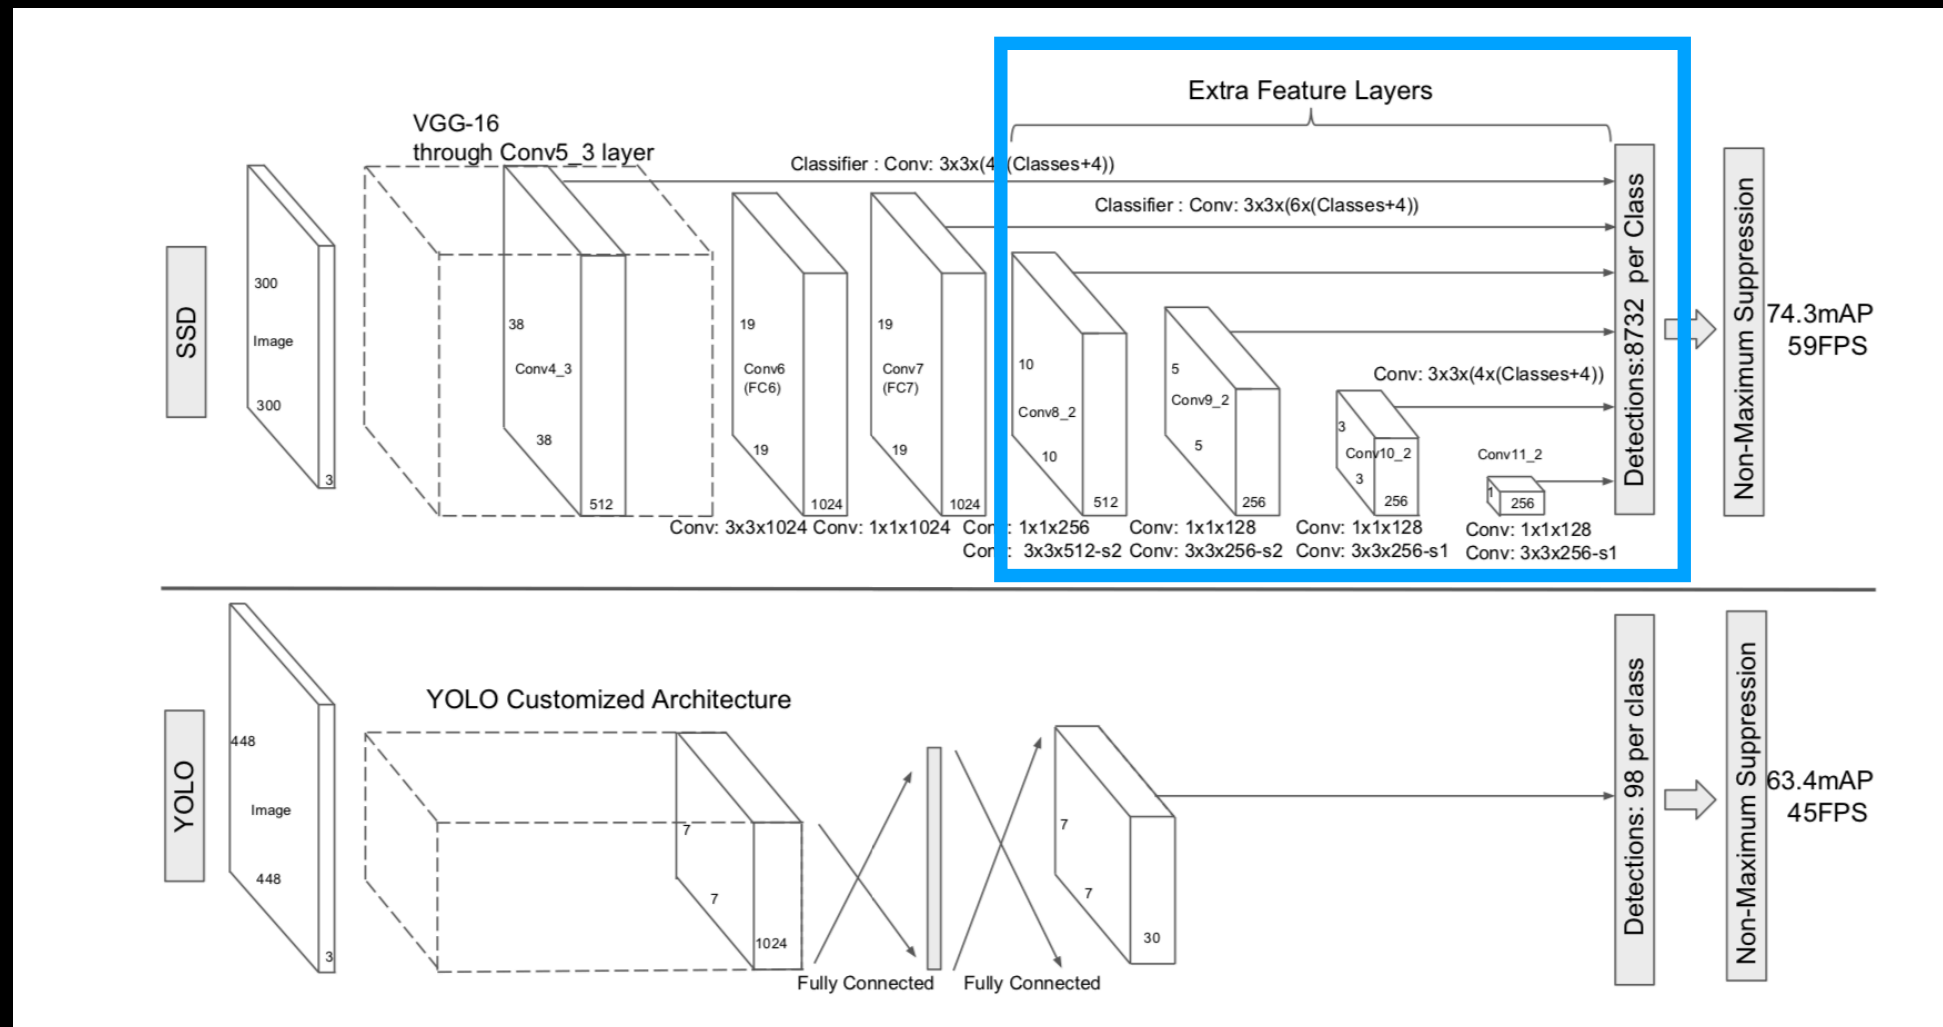 Extra Feature Layers
VGG-16
through Conv5_3 layer
Classifier : Conv: 3x3x(4 (Classes+4))
Classifier : Conv: 3x3x(6x(Classes+4))
SSD
300
Image
300
3
38
Conv4_3
38
512
19
Conv6
(FC6)
19
1024
19
Conv7
(FC7)
19
1024
10
Conv8_2
10
512
5
Conv9_2
5
256
Conv: 3x3x(4x(Classes+4))
3
Conv10_2
3
256
Conv11_2
1
256
Conv: 3x3x1024
Conv: 1x1x1024
Conv: 1x1x256
Conv: 3x3x512-s2
Conv: 1x1x128
Conv: 3x3x256-s2
Conv: 1x1x128
Conv: 3x3x256-s1
Conv: 1x1x128
Conv: 3x3x256-s1
Detections:8732 per Class
Non-Maximum Suppression
74.3mAP
59FPS
YOLO
448
Image
448
3
YOLO Customized Architecture
7
7
1024
Fully Connected
Fully Connected
7
7
30
Detections: 98 per class
Non-Maximum Suppression
63.4mAP
45FPS